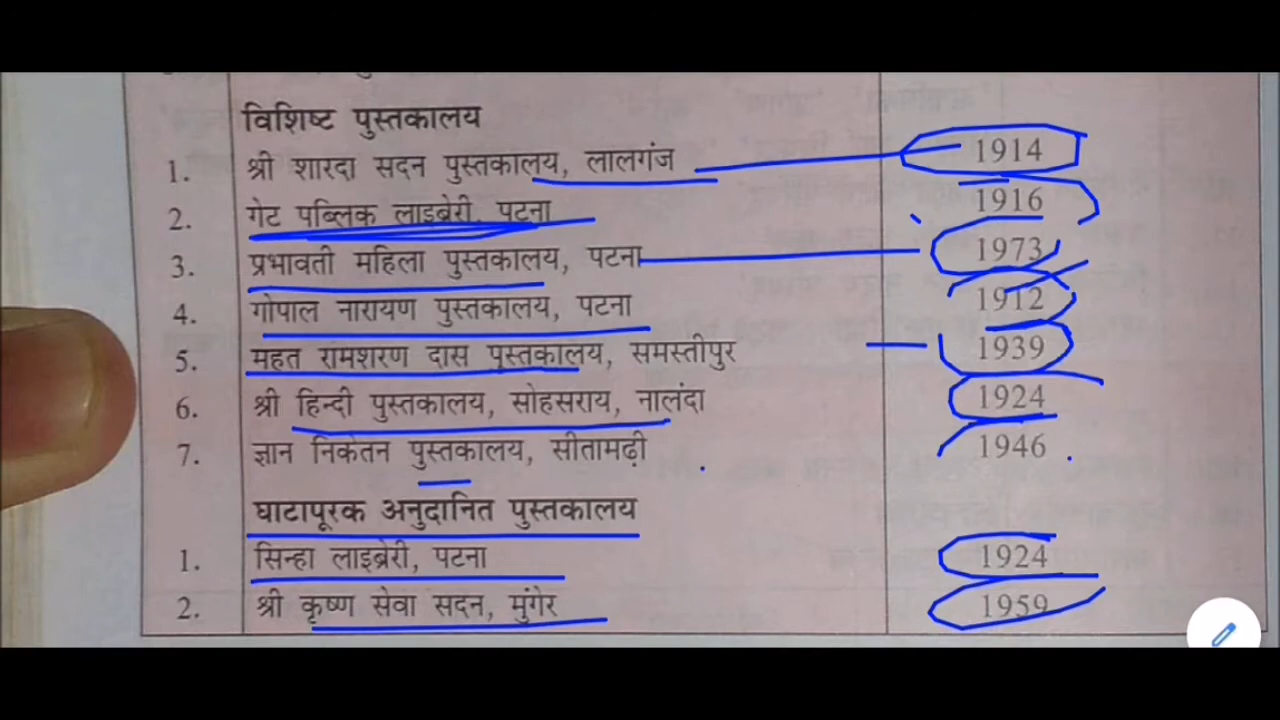 विशिष्ट पुस्तकालय
1. श्री शारदा सदन पुस्तकालय, लालगंज 1914
2. गेट पब्लिक लाइब्रेरी, पटना 1916
3. प्रभावती महिला पुस्तकालय, पटना 1973
4. गोपाल नारायण पुस्तकालय, पटना 1912
5. महत रामशरण दास पुस्तकालय, समस्तीपुर 1939
6. श्री हिन्दी पुस्तकालय, सोहसराय, नालंदा 1924
7. ज्ञान निकेतन पुस्तकालय, सीतामढ़ी 1946
घाटापूरक अनुदानित पुस्तकालय
1. सिन्हा लाइब्रेरी, पटना 1924
2. श्री कृष्ण सेवा सदन, मुंगेर 1959